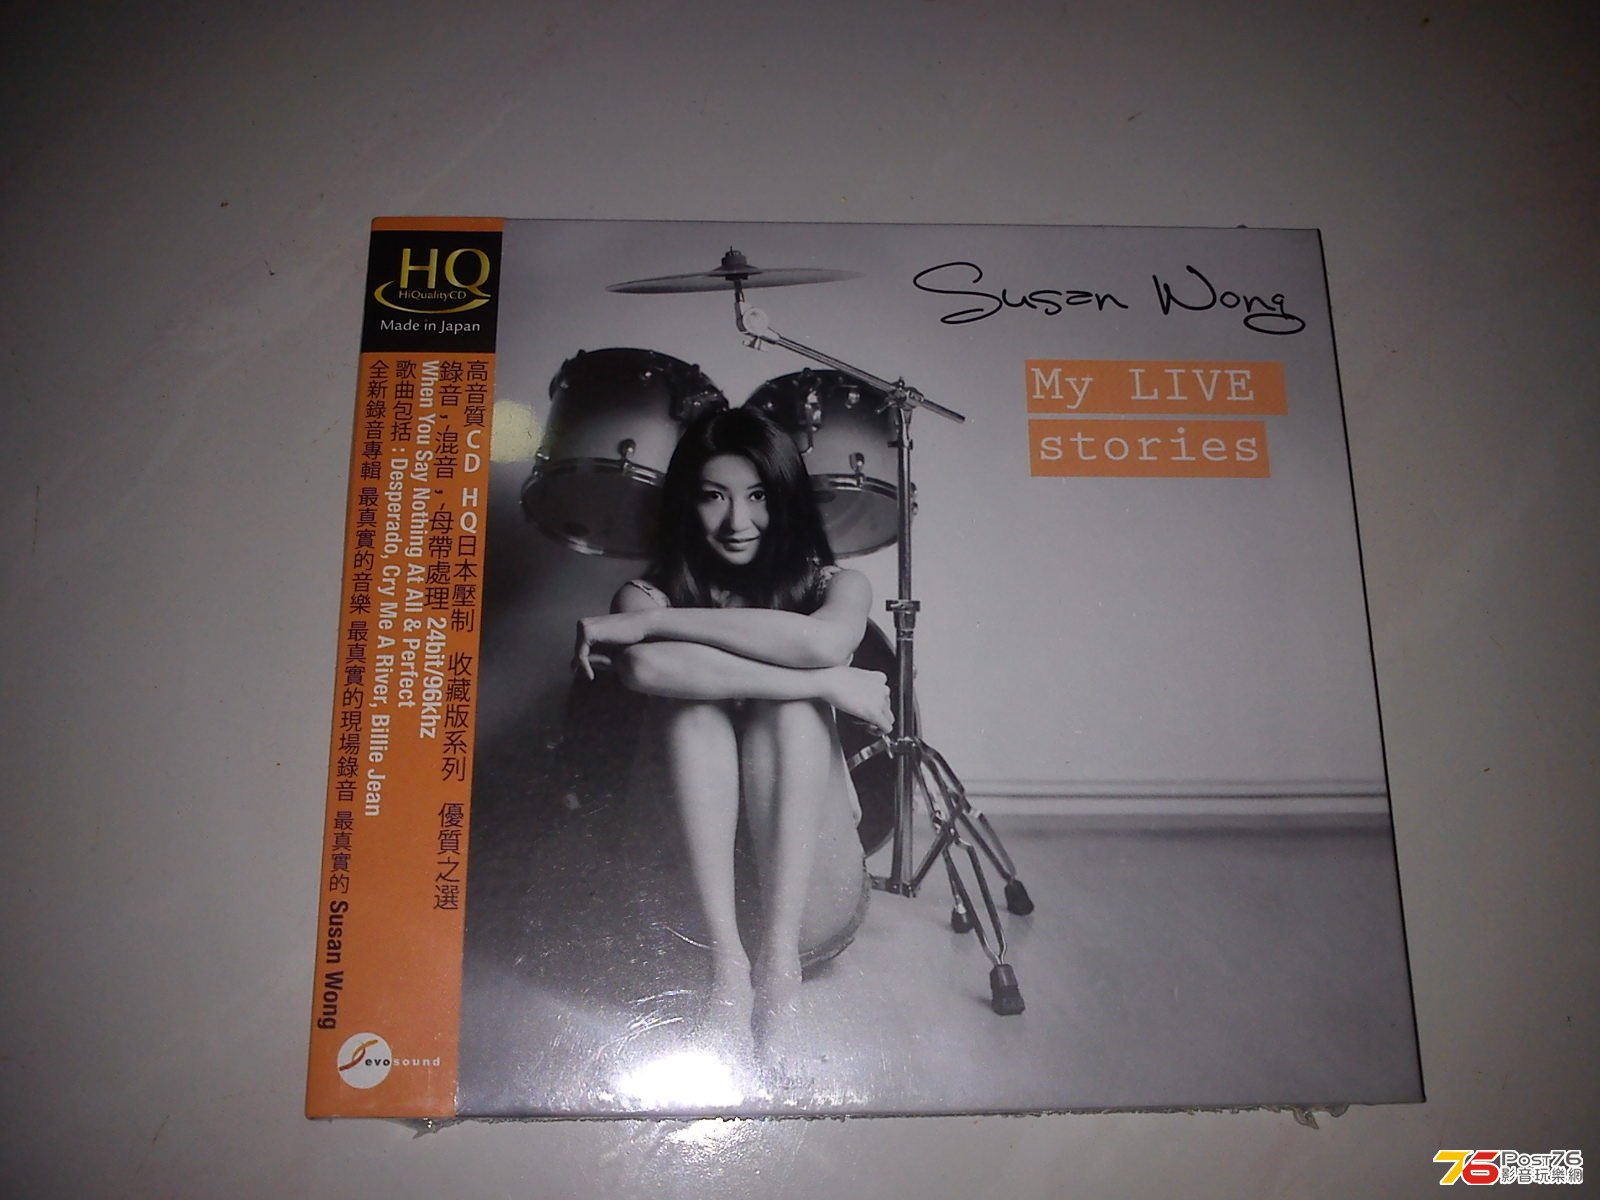 HQ
HiQualityCD
Made in Japan
Susan Wong
My LIVE
stories
高音質CD HQ日本壓制 收藏版系列 優質之選
錄音,混音,母帶處理 24bit/96khz
When You Say Nothing At All & Perfect
歌曲包括 : Desperado, Cry Me A River, Billie Jean
全新錄音專輯 最真實的音樂 最真實的現場錄音 最真實的 Susan Wong
evosound
76 Post76
影音玩樂網